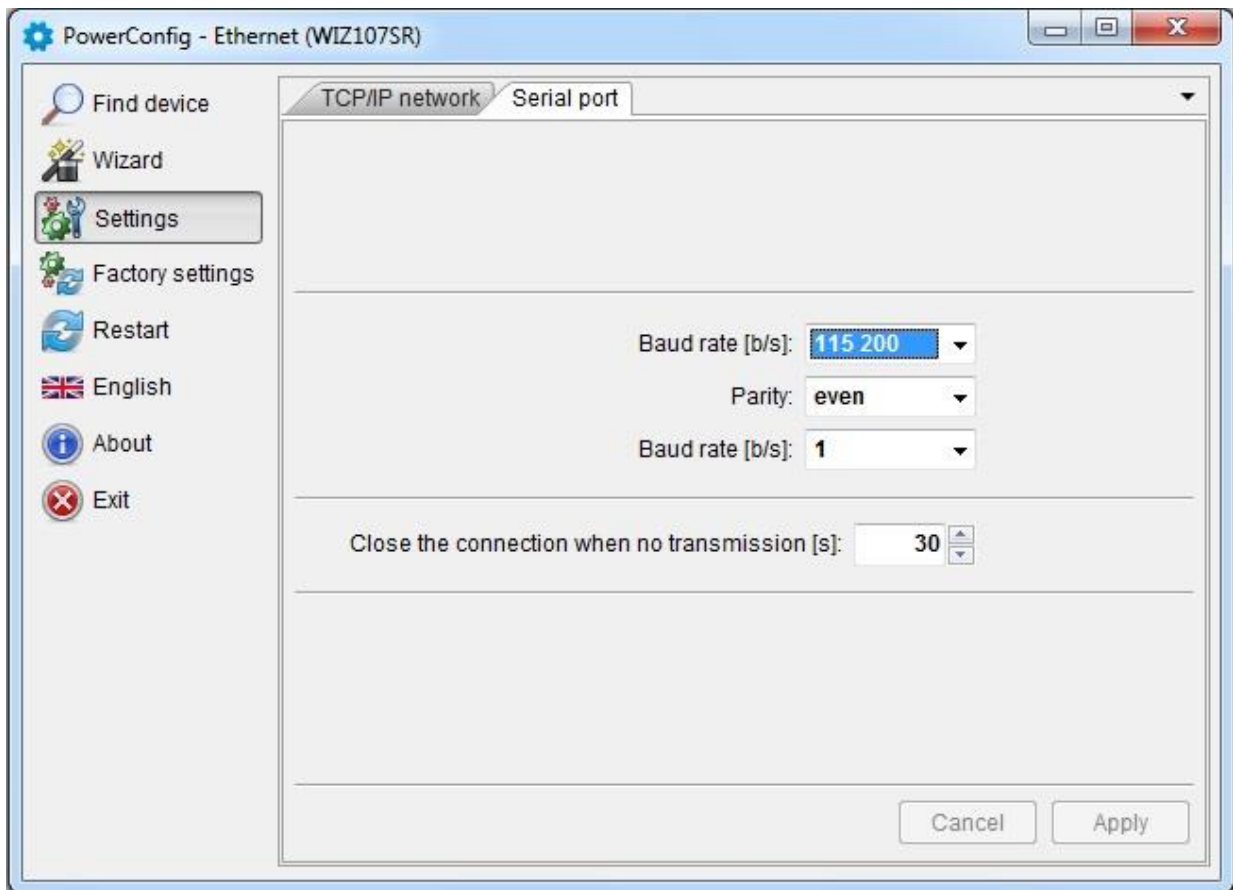 PowerConfig - Ethernet (WIZ107SR)
Find device
Wizard
Settings
Factory settings
Restart
English
About
Exit
TCP/IP network
Serial port
Baud rate [b/s]: 115 200
Parity: even
Baud rate [b/s]: 1
Close the connection when no transmission [s]: 30
Cancel
Apply